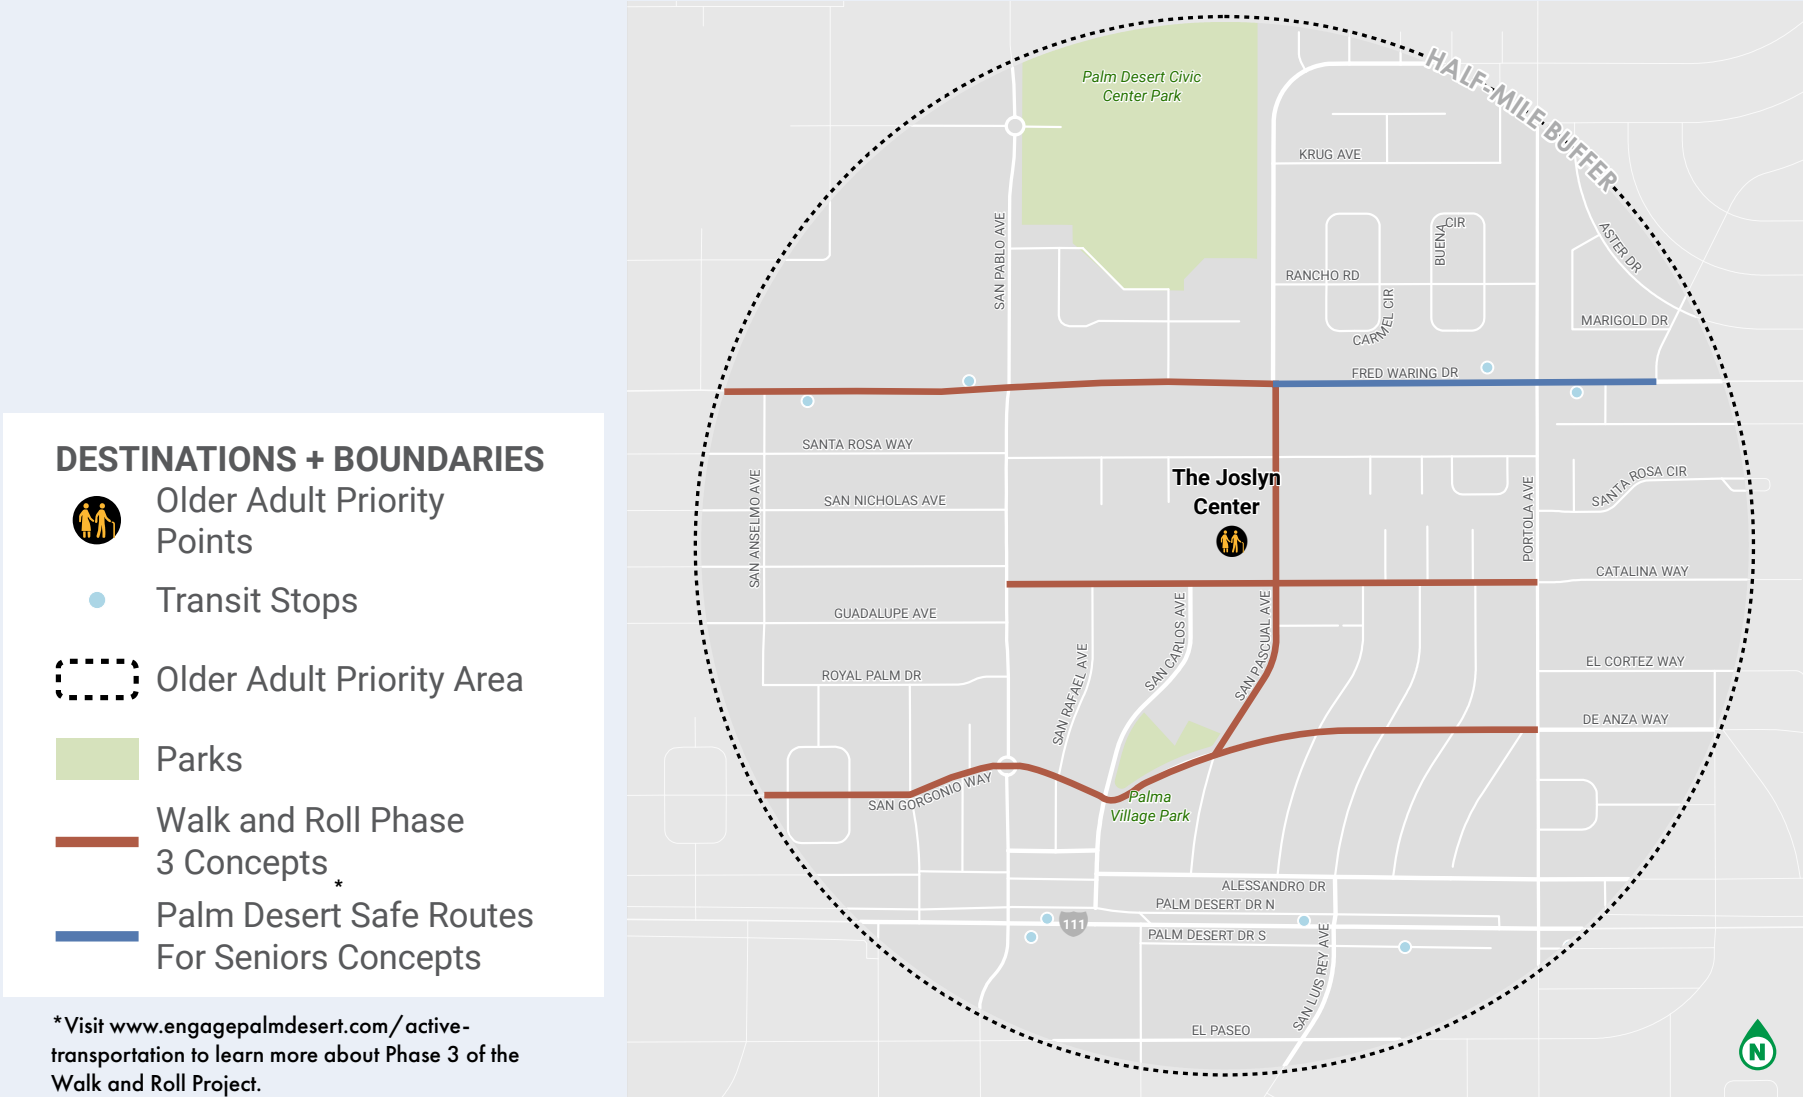 DESTINATIONS + BOUNDARIES
Older Adult Priority
Points
Transit Stops
Older Adult Priority Area
Parks
Walk and Roll Phase
3 Concepts
*
Palm Desert Safe Routes
For Seniors Concepts
*Visit www.engagepalmdesert.com/active-
transportation to learn more about Phase 3 of the
Walk and Roll Project.
HALF-MILE BUFFER
Palm Desert Civic
Center Park
KRUG AVE
SAN PABLO AVE
BUENA
CIR
ASTER DR
RANCHO RD
CARMEL CIR
MARIGOLD DR
FRED WARING DR
SANTA ROSA WAY
SAN ANSELMO AVE
The Joslyn
Center
PORTOLA AVE
SANTA ROSA CIR
SAN NICHOLAS AVE
CATALINA WAY
GUADALUPE AVE
SAN CARLOS AVE
SAN PASCUAL AVE
SAN RAFAEL AVE
EL CORTEZ WAY
ROYAL PALM DR
DE ANZA WAY
SAN GORGONIO WAY
Palma
Village Park
ALESSANDRO DR
PALM DESERT DR N
111
PALM DESERT DR S
SAN LUIS REY AVE
EL PASEO
N